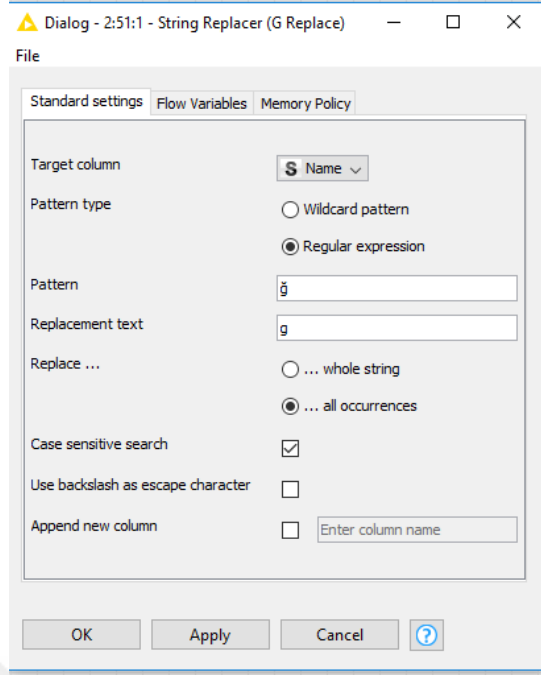 Dialog - 2:51:1 - String Replacer (G Replace)
File
Standard settings Flow Variables Memory Policy
Target column S Name
Pattern type Wildcard pattern
Regular expression
Pattern ğ
Replacement text g
Replace ... ... whole string
... all occurrences
Case sensitive search
Use backslash as escape character
Append new column Enter column name
OK Apply Cancel ?